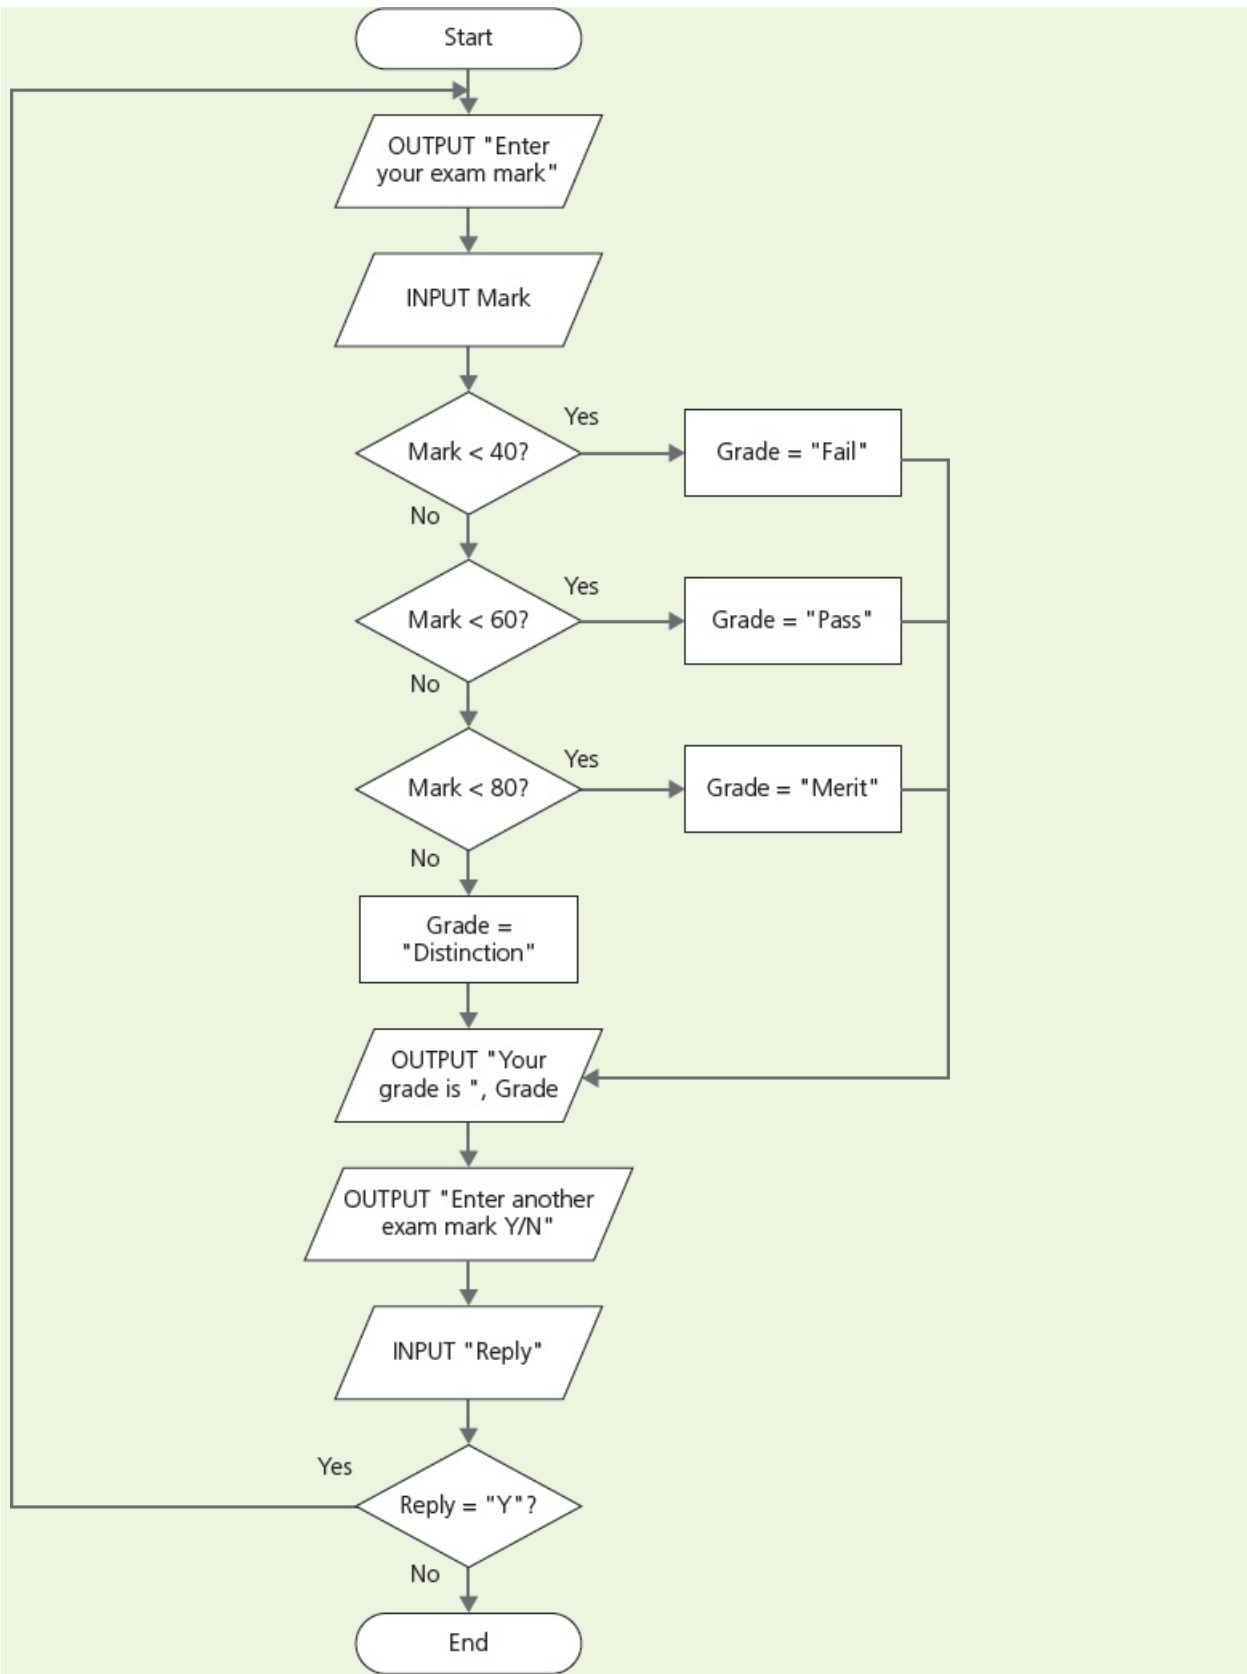 Start
OUTPUT "Enter
your exam mark"
INPUT Mark
Yes
Mark < 40?
Grade = "Fail"
No
Yes
Mark < 60?
Grade = "Pass"
No
Yes
Mark < 80?
Grade = "Merit"
No
Grade =
"Distinction"
OUTPUT "Your
grade is ", Grade
OUTPUT "Enter another
exam mark Y/N"
INPUT "Reply"
Yes
Reply = "Y"?
No
End